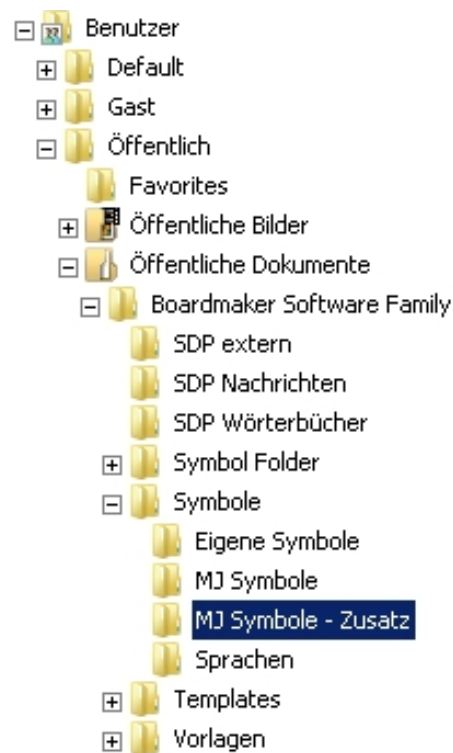 Benutzer
Default
Gast
Öffentlich
Favorites
Öffentliche Bilder
Öffentliche Dokumente
Boardmaker Software Family
SDP extern
SDP Nachrichten
SDP Wörterbücher
Symbol Folder
Symbole
Eigene Symbole
MJ Symbole
MJ Symbole - Zusatz
Sprachen
Templates
Vorlagen